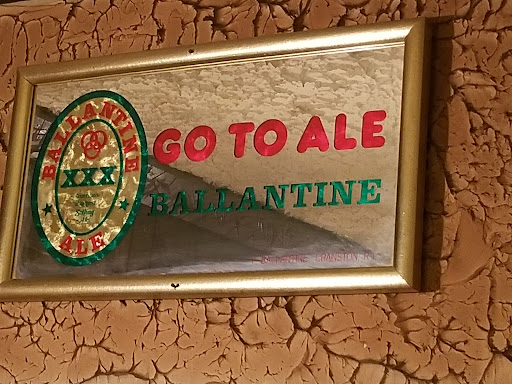 BALLANTINE
XXX
ALE
GO TO ALE
BALLANTINE
CRANSTON, R.I.